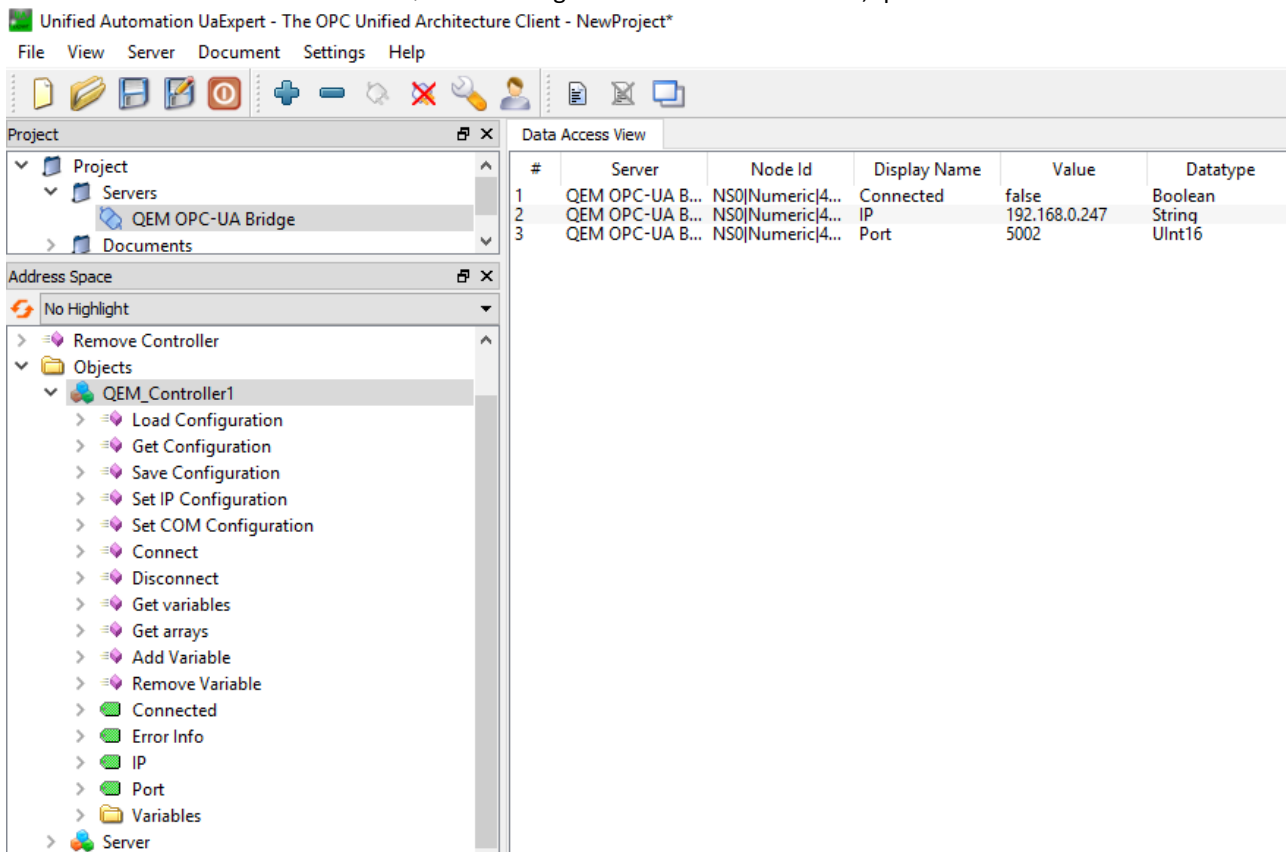 Unified Automation UaExpert - The OPC Unified Architecture Client - NewProject*
File View Server Document Settings Help
Project
Data Access View
Project
Servers
QEM OPC-UA Bridge
Documents
# Server Node Id Display Name Value Datatype
1 QEM OPC-UA B... NS0|Numeric|4... Connected false Boolean
2 QEM OPC-UA B... NS0|Numeric|4... IP 192.168.0.247 String
3 QEM OPC-UA B... NS0|Numeric|4... Port 5002 UInt16
Address Space
No Highlight
Remove Controller
Objects
QEM_Controller1
Load Configuration
Get Configuration
Save Configuration
Set IP Configuration
Set COM Configuration
Connect
Disconnect
Get variables
Get arrays
Add Variable
Remove Variable
Connected
Error Info
IP
Port
Variables
Server